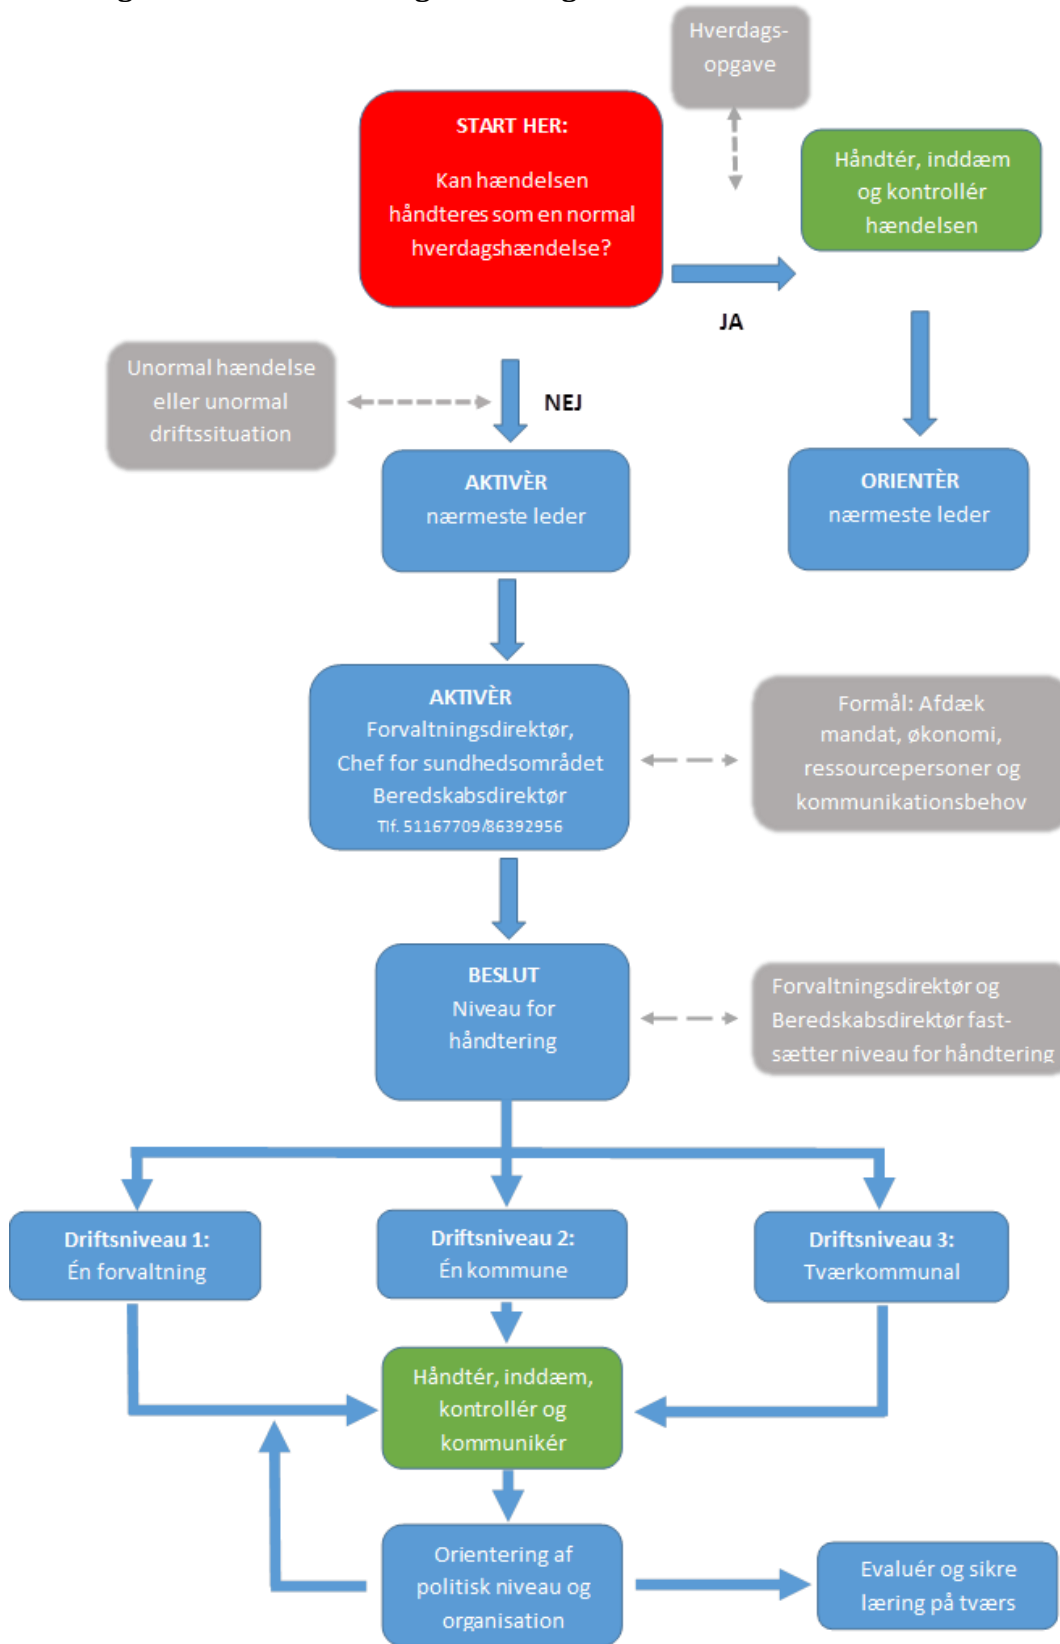 Hverdags-
opgave
START HER:
Kan hændelsen
håndteres som en normal
hverdagshændelse?
Håndtér, inddæm
og kontrollér
hændelsen
JA
Unormal hændelse
eller unormal
driftssituation
NEJ
AKTIVÈR
nærmeste leder
ORIENTÈR
nærmeste leder
AKTIVÈR
Forvaltningsdirektør,
Chef for sundhedsområdet
Beredskabsdirektør
Tlf. 51167709/86392956
Formål: Afdæk
mandat, økonomi,
ressourcepersoner og
kommunikationsbehov
BESLUT
Niveau for
håndtering
Forvaltningsdirektør og
Beredskabsdirektør fast-
sætter niveau for håndtering
Driftsniveau 1:
Én forvaltning
Driftsniveau 2:
Én kommune
Driftsniveau 3:
Tværkommunal
Håndtér, inddæm,
kontrollér og
kommunikér
Orientering af
politisk niveau og
organisation
Evaluér og sikre
læring på tværs